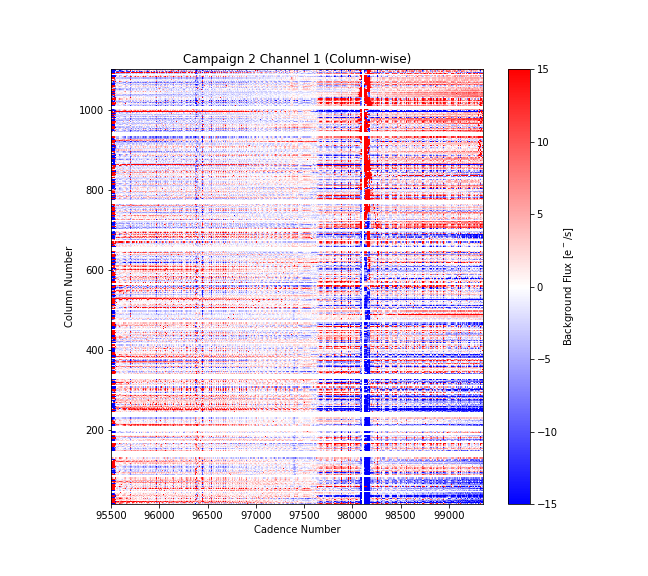 Campaign 2 Channel 1 (Column-wise)
1000
800
600
400
200
Column Number
95500 96000 96500 97000 97500 98000 98500 99000
Cadence Number
15
10
5
0
−5
−10
−15
Background Flux [e⁻/s]